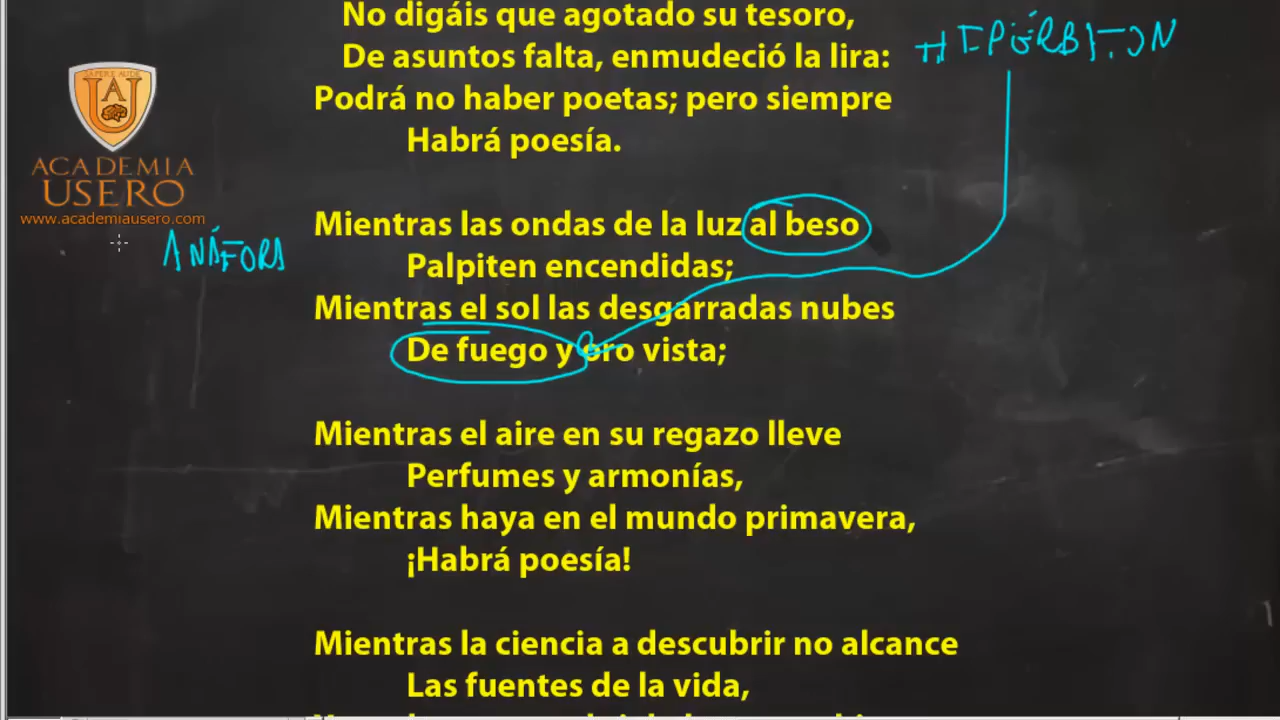 No digáis que agotado su tesoro,
De asuntos falta, enmudeció la lira:
HIPÉRBATON
Podrá no haber poetas; pero siempre
Habrá poesía.
SAPERE AUDE
UAI
ACADEMIA
USERO
www.academiausero.com
ANÁFORA
Mientras las ondas de la luz al beso
Palpiten encendidas;
Mientras el sol las desgarradas nubes
De fuego y oro vista;
Mientras el aire en su regazo lleve
Perfumes y armonías,
Mientras haya en el mundo primavera,
¡Habrá poesía!
Mientras la ciencia a descubrir no alcance
Las fuentes de la vida,